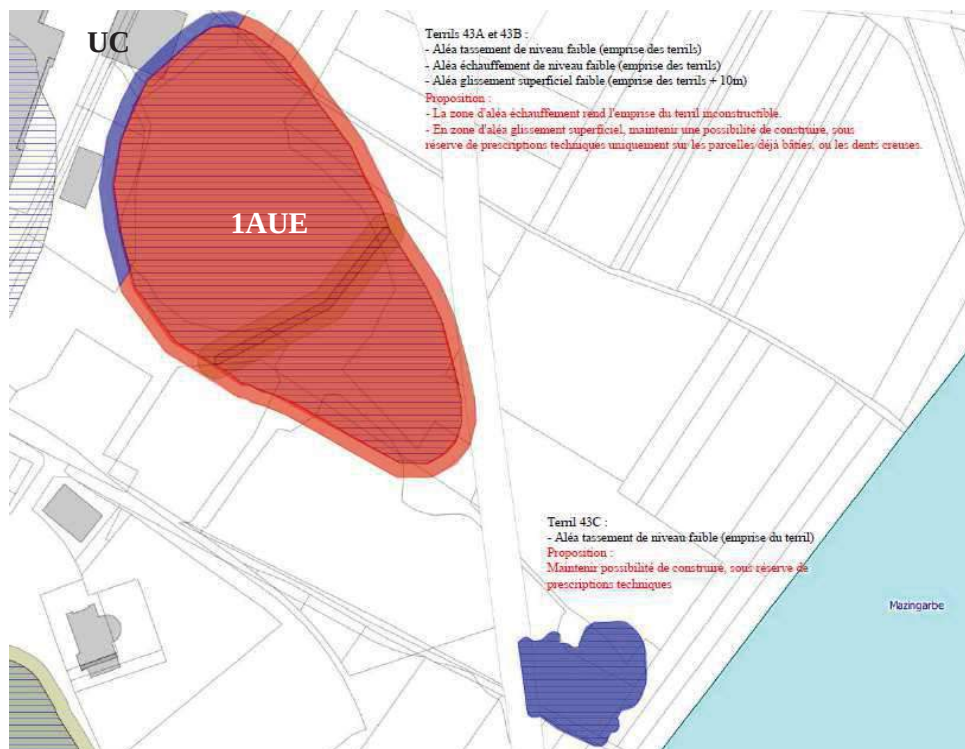 UC
Terrils 43A et 43B :
- Aléa tassement de niveau faible (emprise des terrils)
- Aléa échauffement de niveau faible (emprise des terrils)
- Aléa glissement superficiel faible (emprise des terrils + 10m)
Proposition :
- La zone d'aléa échauffement rend l'emprise du terril inconstructible.
- En zone d'aléa glissement superficiel, maintenir une possibilité de construire, sous
réserve de prescriptions techniques uniquement sur les parcelles déjà bâties, ou les dents creuses.
1AUE
Terril 43C :
- Aléa tassement de niveau faible (emprise du terril)
Proposition :
Maintenir possibilité de construire, sous réserve de
prescriptions techniques
Mazingarbe